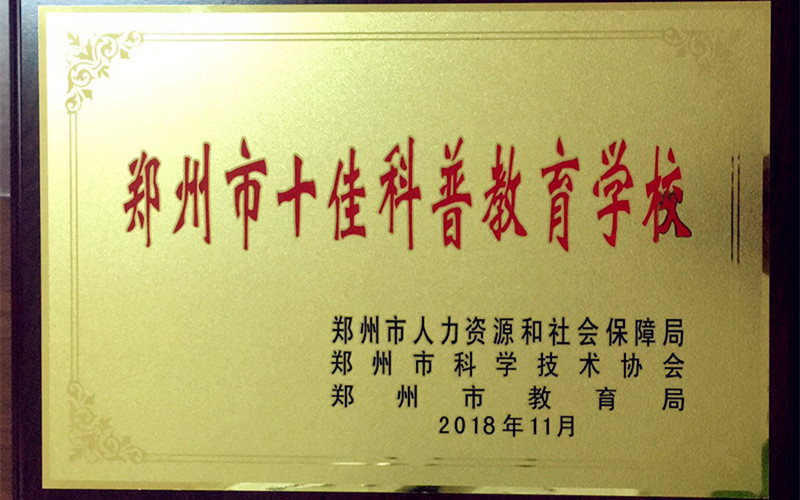 郑州市十佳科普教育学校
郑州市人力资源和社会保障局
郑州市科学技术协会
郑州市教育局
2018年11月